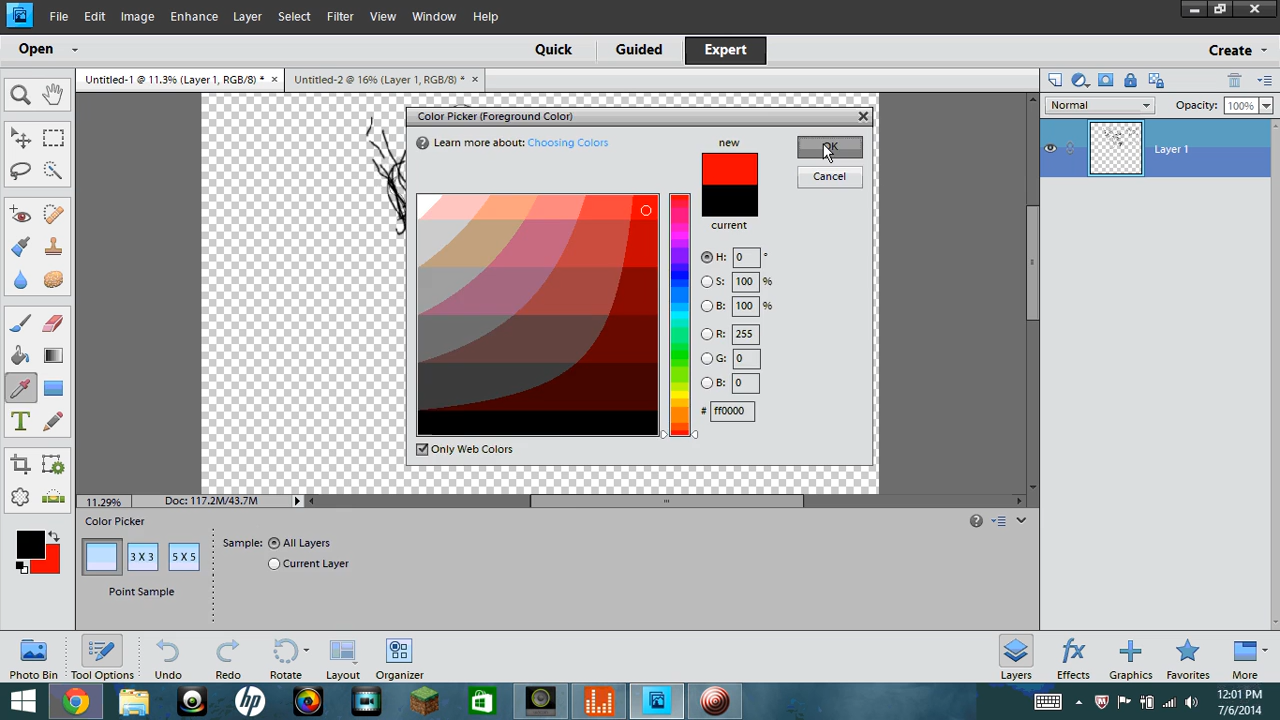 File Edit Image Enhance Layer Select Filter View Window Help
Open Quick Guided Expert Create
Untitled-1 @ 11.3% (Layer 1, RGB/8) * × Untitled-2 @ 16% (Layer 1, RGB/8) * ×
Normal Opacity: 100%
Layer 1
Color Picker (Foreground Color)
Learn more about: Choosing Colors
new
OK
Cancel
current
H: 0 °
S: 100 %
B: 100 %
R: 255
G: 0
B: 0
# ff0000
Only Web Colors
11.29% Doc: 117.2M/43.7M
Color Picker
Sample: All Layers
Current Layer
3 X 3 5 X 5
Point Sample
T
Photo Bin Tool Options Undo Redo Rotate Layout Organizer Layers Effects Graphics Favorites More
fx
hp
12:01 PM
7/6/2014